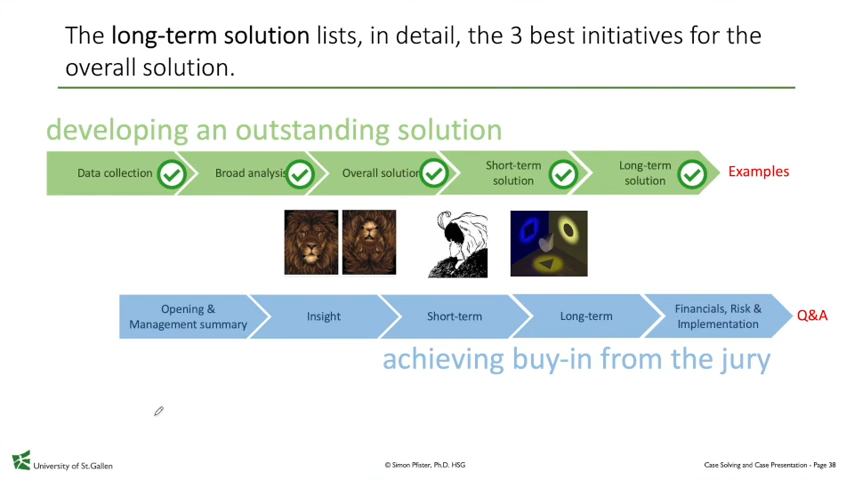 The long-term solution lists, in detail, the 3 best initiatives for the
overall solution.
developing an outstanding solution
Data collection
Broad analysis
Overall solution
Short-term
solution
Long-term
solution
Examples
Opening &
Management summary
Insight
Short-term
Long-term
Financials, Risk &
Implementation
Q&A
achieving buy-in from the jury
University of St.Gallen
© Simon Pfister, Ph.D. HSG
Case Solving and Case Presentation - Page 38